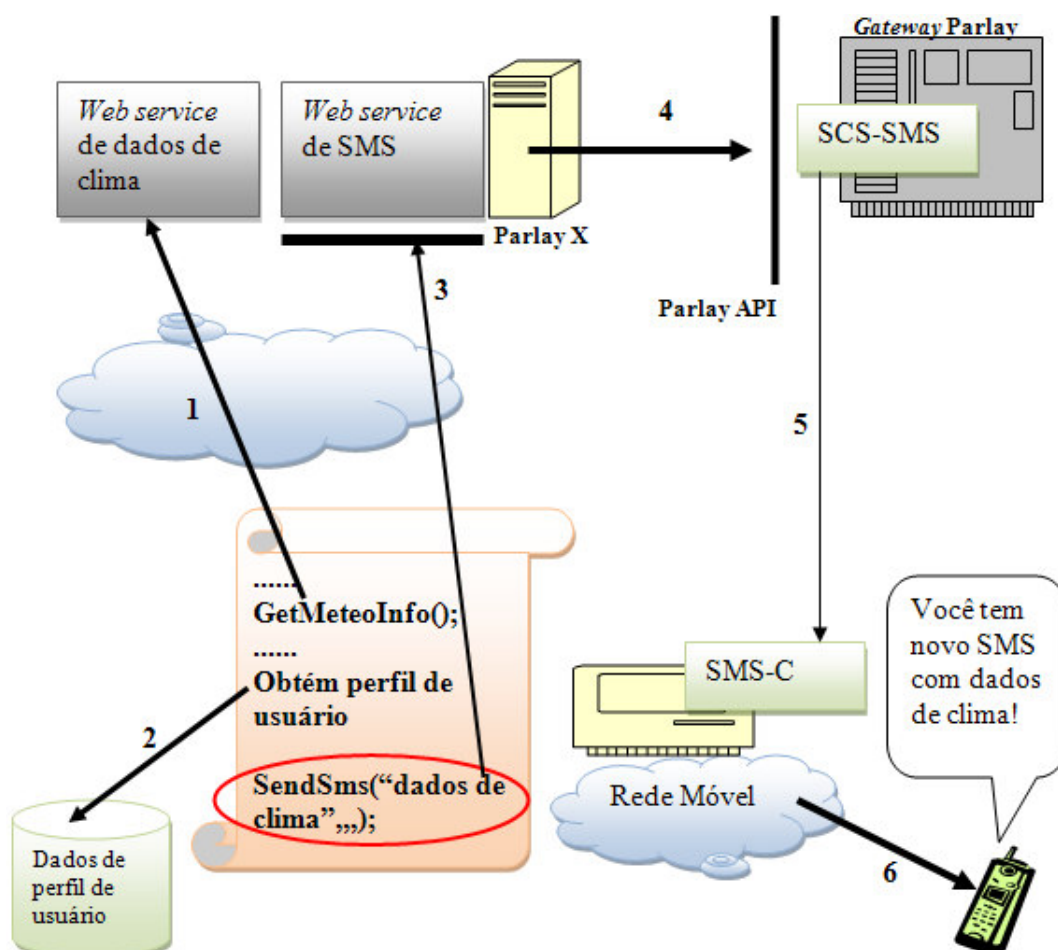 Gateway Parlay
Web service
de dados de
clima
Web service
de SMS
4
SCS-SMS
Parlay X
3
Parlay API
1
5
......
GetMeteoInfo();
......
Obtém perfil de
usuário
2
SendSms(“dados de
clima”,,,);
SMS-C
Você tem
novo SMS
com dados
de clima!
Rede Móvel
6
Dados de
perfil de
usuário